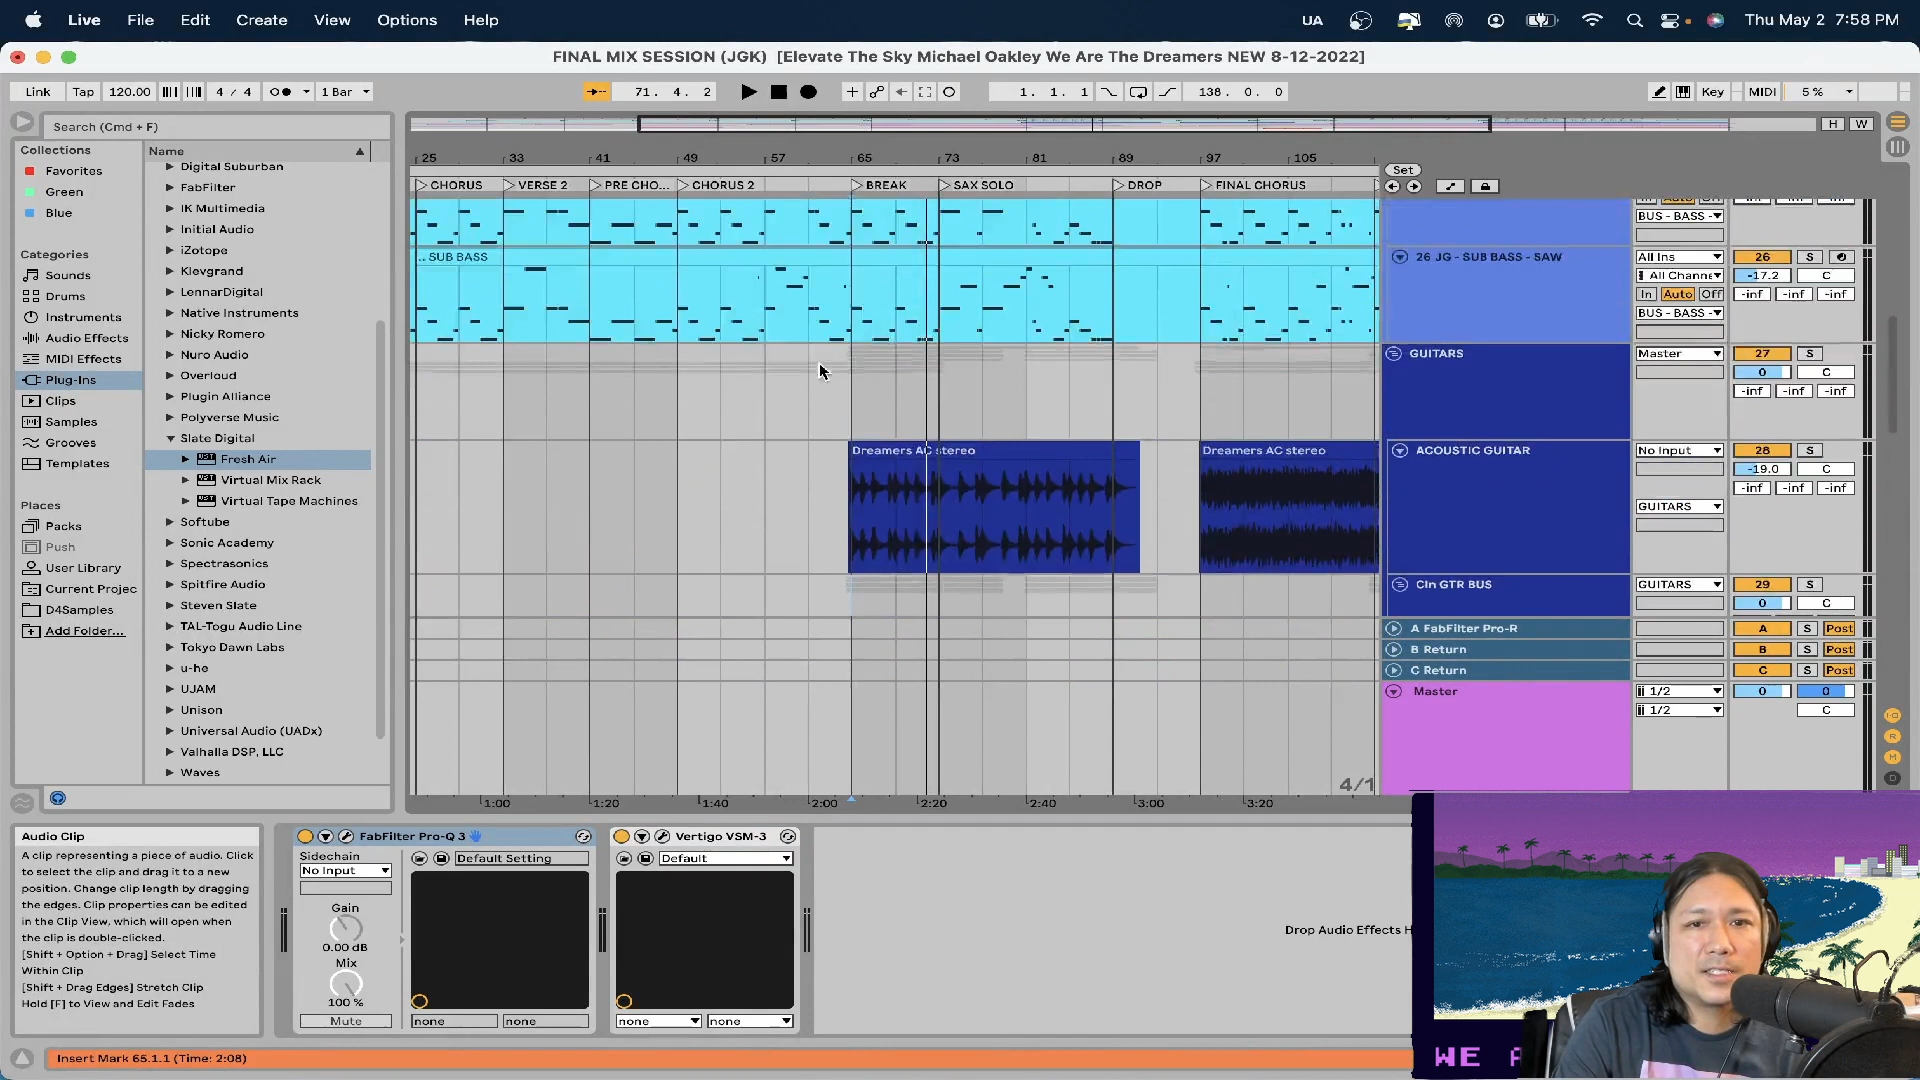 Live File Edit Create View Options Help
UA
Thu May 2 7:58 PM
FINAL MIX SESSION (JGK) [Elevate The Sky Michael Oakley We Are The Dreamers NEW 8-12-2022]
Link Tap 120.00 4 / 4 1 Bar
71. 4. 2
1. 1. 1
138. 0. 0
Key MIDI 5 %
Search (Cmd + F)
H W
Collections
Favorites
Green
Blue
Categories
Sounds
Drums
Instruments
Audio Effects
MIDI Effects
Plug-Ins
Clips
Samples
Grooves
Templates
Places
Packs
Push
User Library
Current Projec
D4Samples
Add Folder...
Name
Digital Suburban
FabFilter
IK Multimedia
Initial Audio
iZotope
Klevgrand
LennarDigital
Native Instruments
Nicky Romero
Nuro Audio
Overloud
Plugin Alliance
Polyverse Music
Slate Digital
Fresh Air
Virtual Mix Rack
Virtual Tape Machines
Softube
Sonic Academy
Spectrasonics
Spitfire Audio
Steven Slate
TAL-Togu Audio Line
Tokyo Dawn Labs
u-he
UJAM
Unison
Universal Audio (UADx)
Valhalla DSP, LLC
Waves
25 33 41 49 57 65 73 81 89 97 105
Set
CHORUS VERSE 2 PRE CHO... CHORUS 2 BREAK SAX SOLO DROP FINAL CHORUS
BUS - BASS -
.. SUB BASS
26 JG - SUB BASS - SAW All Ins 26 S
All Channe -17.2 C
In Auto Off -inf -inf -inf
BUS - BASS -
GUITARS Master 27 S
0 C
-inf -inf -inf
Dreamers AC stereo Dreamers AC stereo
ACOUSTIC GUITAR No Input 28 S
-19.0 C
-inf -inf -inf
GUITARS
Cln GTR BUS GUITARS 29 S
0 C
A FabFilter Pro-R A S Post
B Return B S Post
C Return C S Post
Master 1/2 0 0
1/2 C
4/1
1:00 1:20 1:40 2:00 2:20 2:40 3:00 3:20
Audio Clip
A clip representing a piece of audio. Click
to select the clip and drag it to a new
position. Change clip length by dragging
the edges. Clip properties can be edited
in the Clip View, which will open when
the clip is double-clicked.
[Shift + Option + Drag] Select Time
Within Clip
[Shift + Drag Edges] Stretch Clip
Hold [F] to View and Edit Fades
FabFilter Pro-Q 3
Sidechain
No Input
Default Setting
Gain
0.00 dB
Mix
100 %
Mute
none none
Vertigo VSM-3
Default
none none
Drop Audio Effects H
Insert Mark 65.1.1 (Time: 2:08)
WE